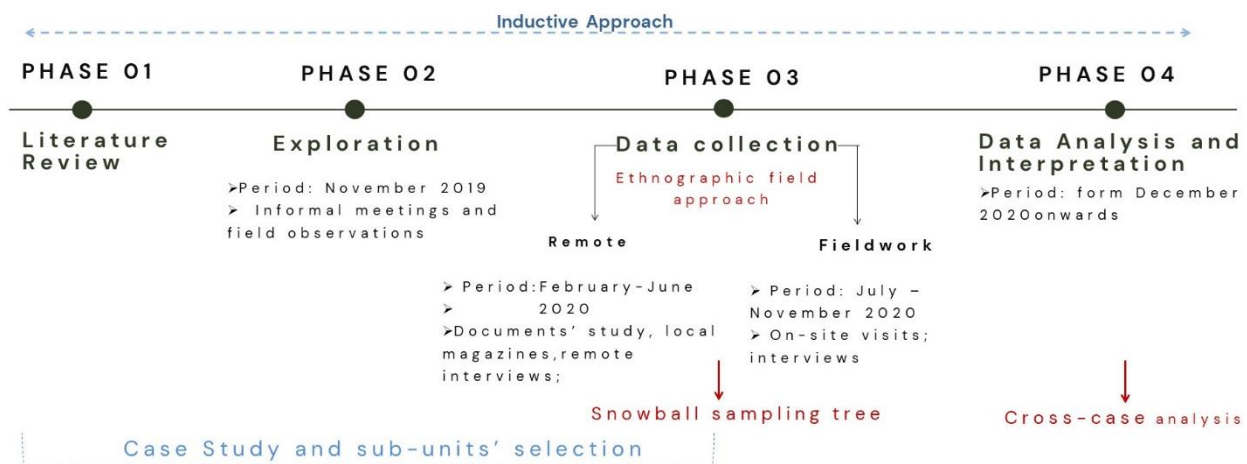 Inductive Approach
PHASE 01
PHASE 02
PHASE 03
PHASE 04
Literature
Review
Exploration
➢Period: November 2019
➢ Informal meetings and
field observations
Data collection
Ethnographic field
approach
Remote
➢ Period:February-June
➢ 2020
➢Documents’ study, local
magazines,remote
interviews;
Fieldwork
➢ Period: July –
November 2020
➢ On-site visits;
interviews
Data Analysis and
Interpretation
➢Period: form December
2020onwards
Snowball sampling tree
Cross-case analysis
Case Study and sub-units’ selection